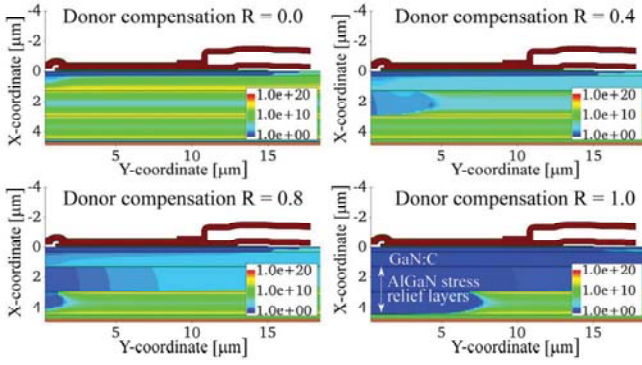 Donor compensation R = 0.0
X-coordinate [μm]
-4
-2
0
2
4
1.0e+20
1.0e+10
1.0e+00
5
10
15
Y-coordinate [μm]
Donor compensation R = 0.4
X-coordinate [μm]
-4
-2
0
2
4
1.0e+20
1.0e+10
1.0e+00
5
10
15
Y-coordinate [μm]
Donor compensation R = 0.8
X-coordinate [μm]
-4
-2
0
2
4
1.0e+20
1.0e+10
1.0e+00
5
10
15
Y-coordinate [μm]
Donor compensation R = 1.0
X-coordinate [μm]
-4
-2
0
2
4
GaN:C
AlGaN stress
relief layers
1.0e+20
1.0e+10
1.0e+00
5
10
15
Y-coordinate [μm]